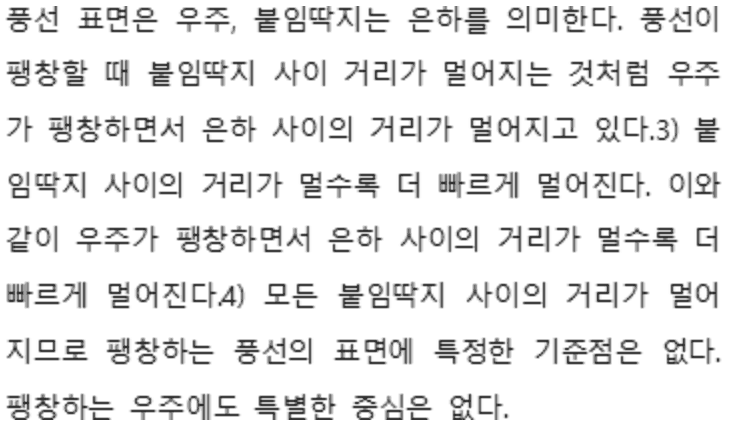 풍선 표면은 우주, 붙임딱지는 은하를 의미한다. 풍선이
팽창할 때 붙임딱지 사이 거리가 멀어지는 것처럼 우주
가 팽창하면서 은하 사이의 거리가 멀어지고 있다.3) 붙
임딱지 사이의 거리가 멀수록 더 빠르게 멀어진다. 이와
같이 우주가 팽창하면서 은하 사이의 거리가 멀수록 더
빠르게 멀어진다.4) 모든 붙임딱지 사이의 거리가 멀어
지므로 팽창하는 풍선의 표면에 특정한 기준점은 없다.
팽창하는 우주에도 특별한 중심은 없다.